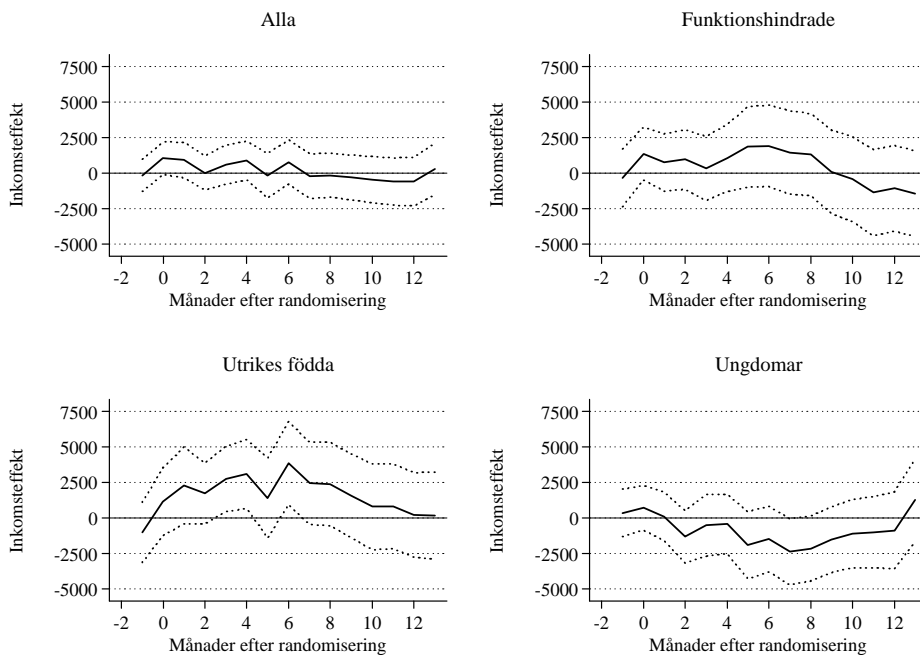 Alla
Inkomsteffekt
7500
5000
2500
0
-2500
-5000
-2 0 2 4 6 8 10 12
Månader efter randomisering
Funktionshindrade
Inkomsteffekt
7500
5000
2500
0
-2500
-5000
-2 0 2 4 6 8 10 12
Månader efter randomisering
Utrikes födda
Inkomsteffekt
7500
5000
2500
0
-2500
-5000
-2 0 2 4 6 8 10 12
Månader efter randomisering
Ungdomar
Inkomsteffekt
7500
5000
2500
0
-2500
-5000
-2 0 2 4 6 8 10 12
Månader efter randomisering